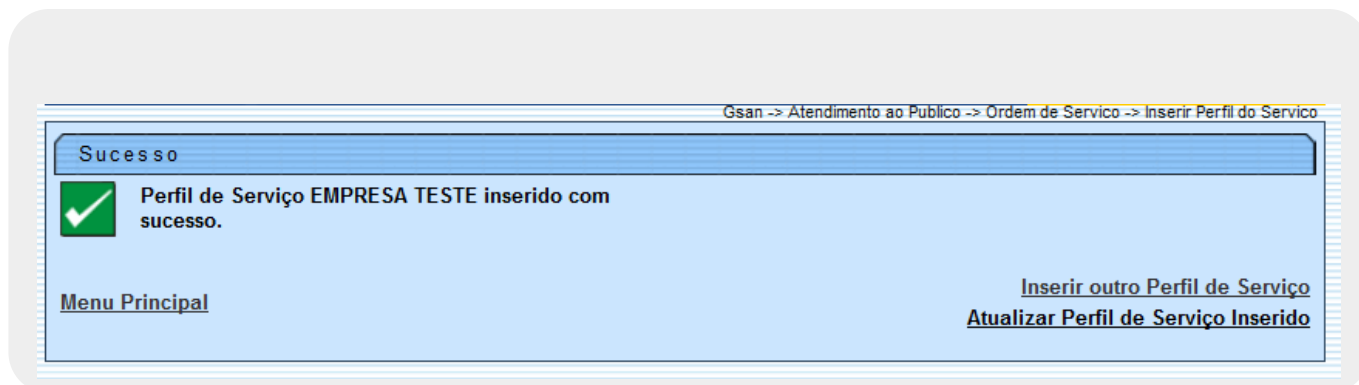 Gsan -> Atendimento ao Publico -> Ordem de Servico -> Inserir Perfil do Servico
Sucesso
Perfil de Serviço EMPRESA TESTE inserido com
sucesso.
Inserir outro Perfil de Serviço
Menu Principal
Atualizar Perfil de Serviço Inserido